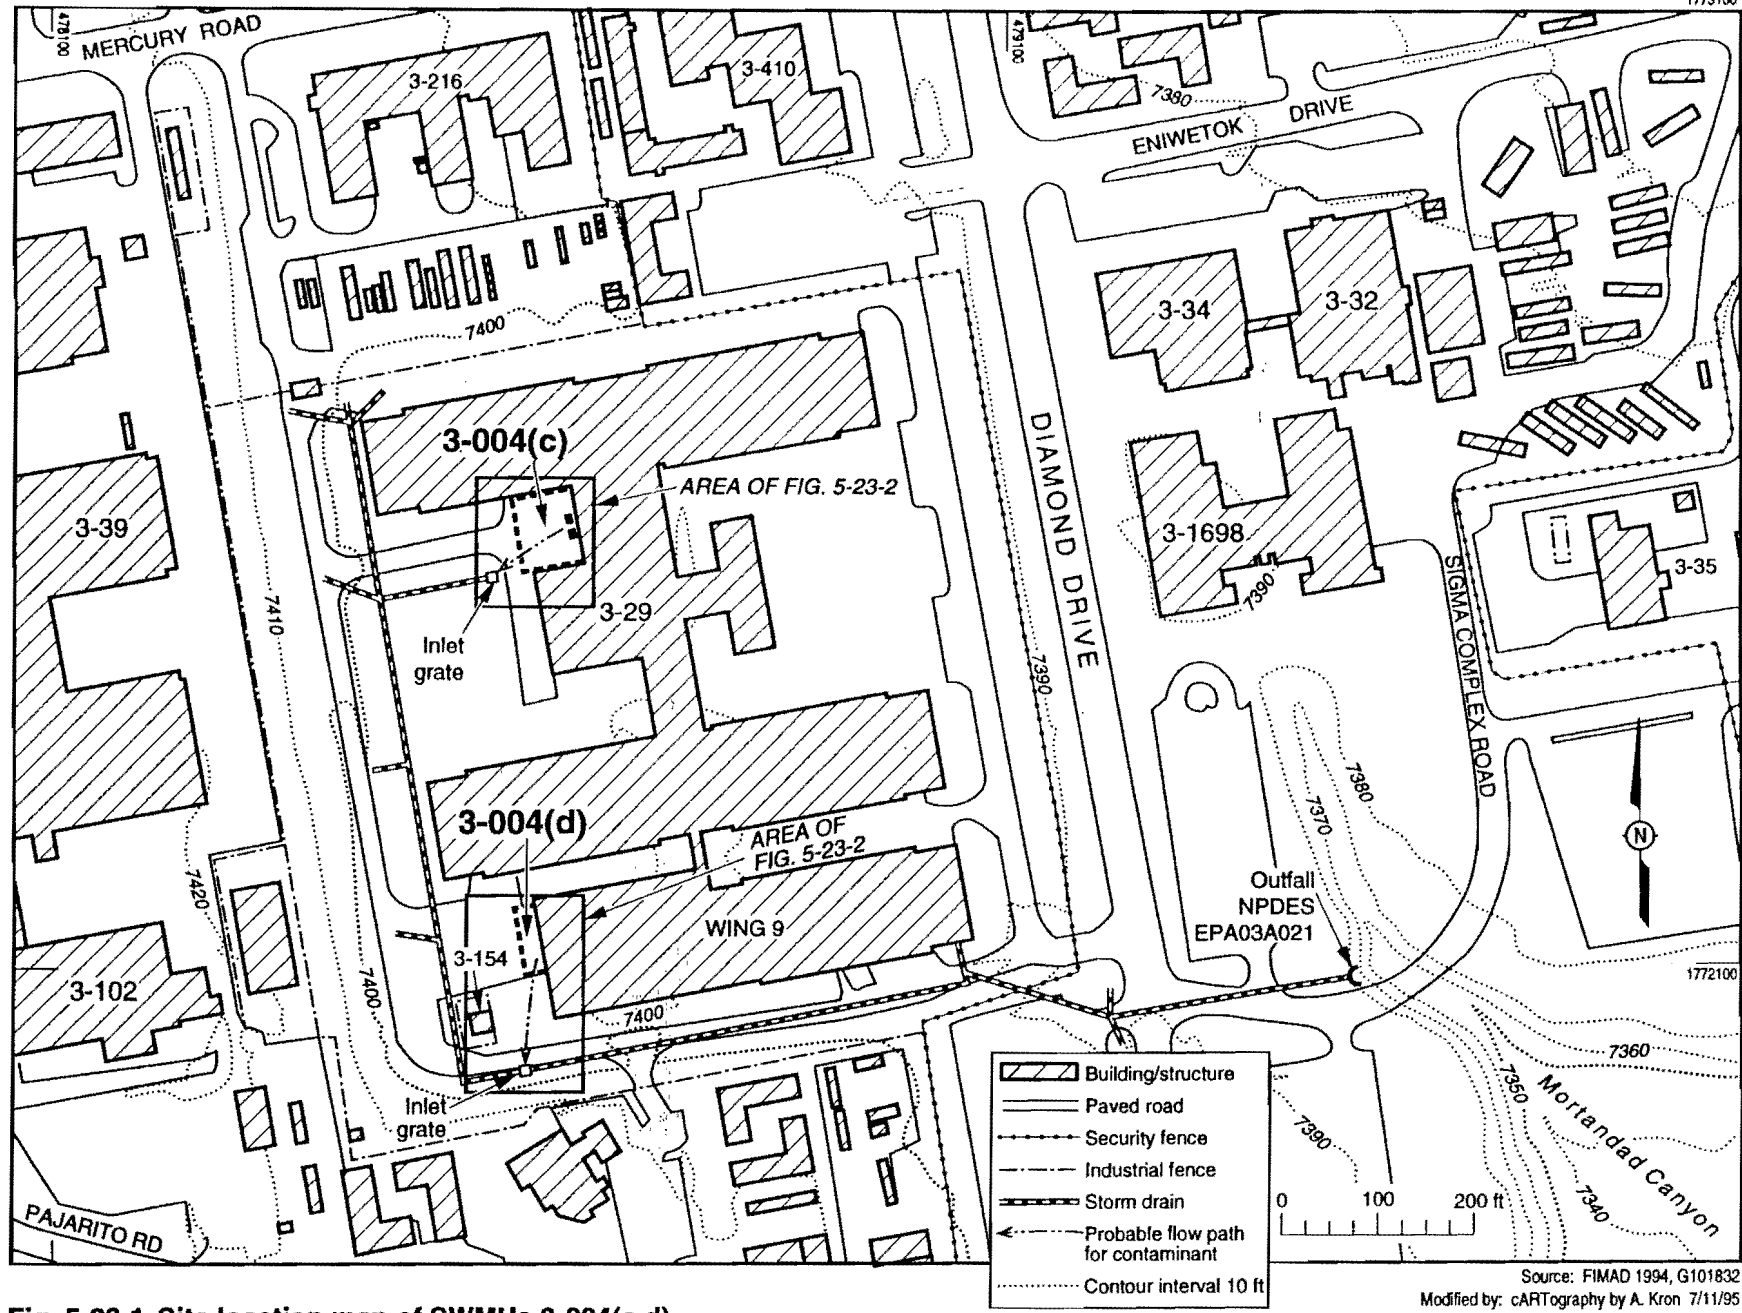 1773100
478100
MERCURY ROAD
3-216
3-410
479100
7380
ENIWETOK DRIVE
3-34
3-32
7400
3-004(c)
AREA OF FIG. 5-23-2
DIAMOND DRIVE
3-39
3-1698
7390
SIGMA COMPLEX ROAD
3-35
7410
3-29
Inlet
grate
7390
7380
7370
3-004(d)
AREA OF
FIG. 5-23-2
N
7420
Outfall
NPDES
EPA03A021
WING 9
3-154
3-102
7400
7400
1772100
7360
7350
Mortandad Canyon
7390
7340
Inlet
grate
PAJARITO RD
Building/structure
Paved road
Security fence
Industrial fence
Storm drain
Probable flow path
for contaminant
Contour interval 10 ft
0 100 200 ft
Source: FIMAD 1994, G101832
Modified by: cARTography by A. Kron 7/11/95